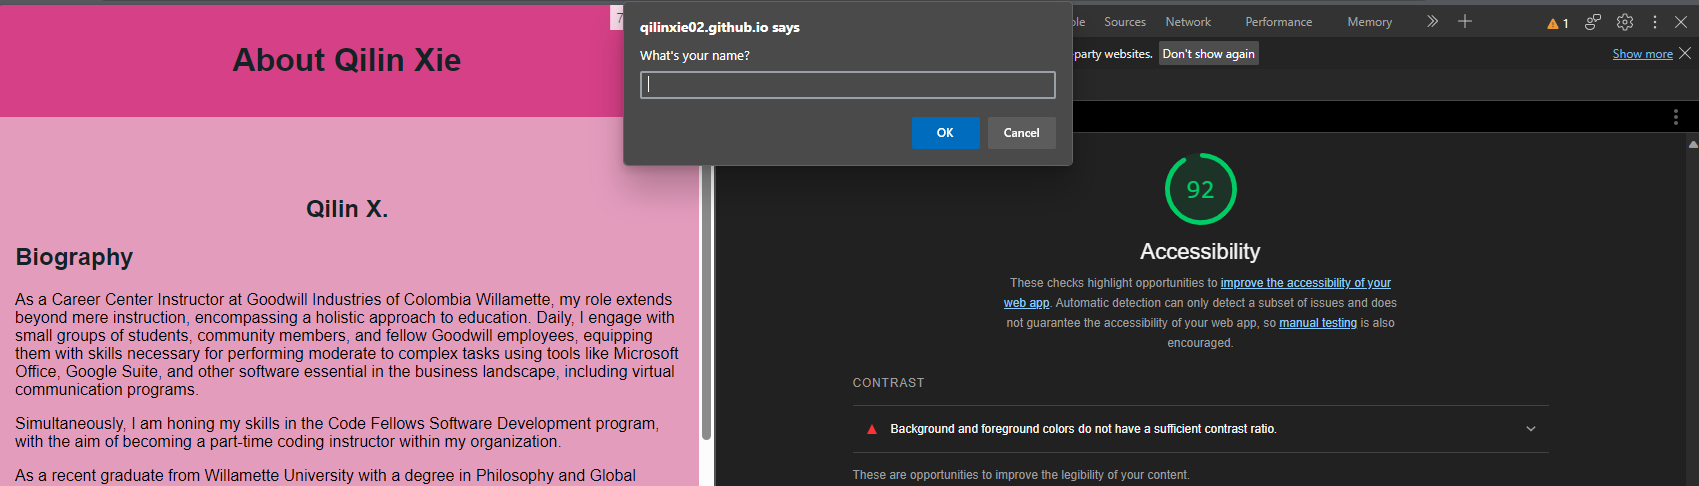 About Qilin Xie
7
qilinxie02.github.io says
What's your name?
OK
Cancel
Sources
Network
Performance
Memory
1
party websites.
Don't show again
Show more
Qilin X.
Biography
As a Career Center Instructor at Goodwill Industries of Colombia Willamette, my role extends
beyond mere instruction, encompassing a holistic approach to education. Daily, I engage with
small groups of students, community members, and fellow Goodwill employees, equipping
them with skills necessary for performing moderate to complex tasks using tools like Microsoft
Office, Google Suite, and other software essential in the business landscape, including virtual
communication programs.
Simultaneously, I am honing my skills in the Code Fellows Software Development program,
with the aim of becoming a part-time coding instructor within my organization.
As a recent graduate from Willamette University with a degree in Philosophy and Global
92
Accessibility
These checks highlight opportunities to improve the accessibility of your
web app. Automatic detection can only detect a subset of issues and does
not guarantee the accessibility of your web app, so manual testing is also
encouraged.
CONTRAST
Background and foreground colors do not have a sufficient contrast ratio.
These are opportunities to improve the legibility of your content.